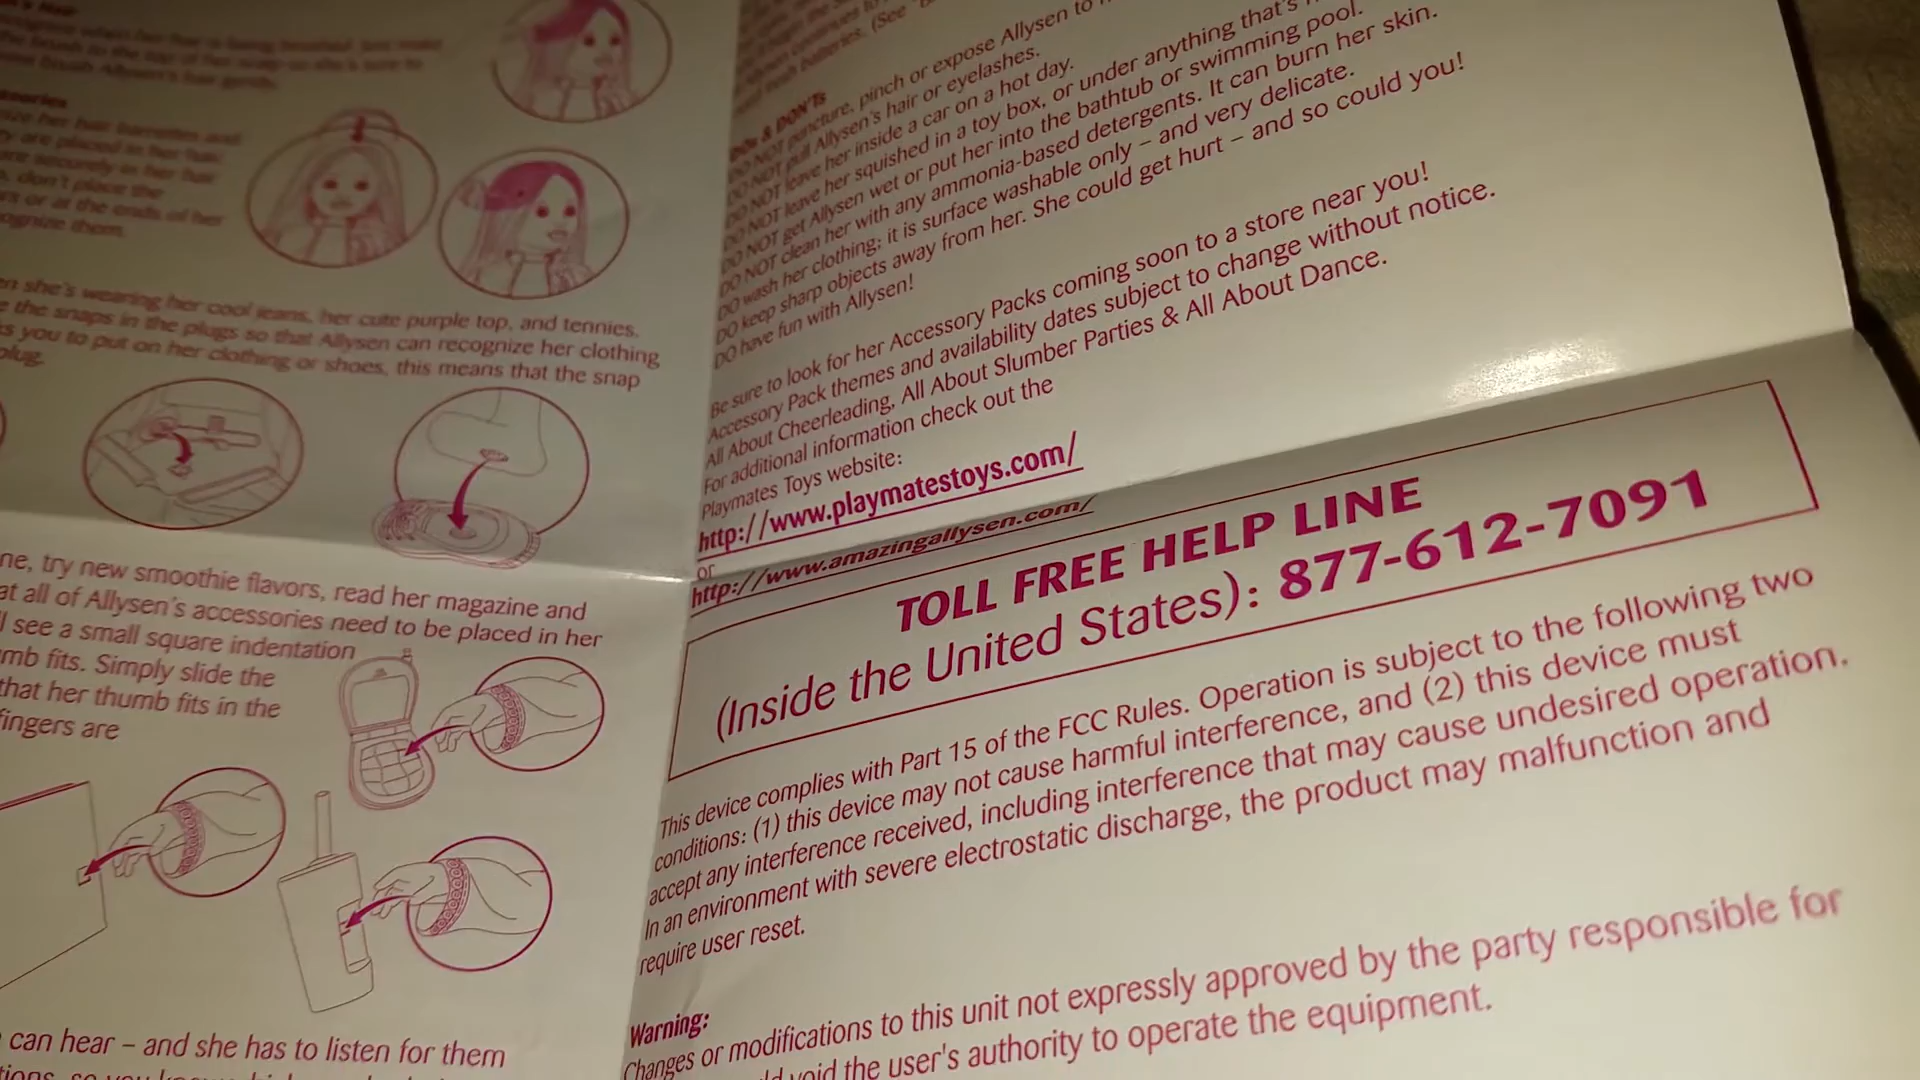 she's wearing her cool jeans, her cute purple top, and tennies.
the snaps in the plugs so that Allysen can recognize her clothing
you to put on her clothing or shoes, this means that the snap
plug.
try new smoothie flavors, read her magazine and
at all of Allysen's accessories need to be placed in her
see a small square indentation
fits. Simply slide the
that her thumb fits in the
fingers are
can hear – and she has to listen for them
batteries. (See
DOs & DON'Ts
DO NOT puncture, pinch or expose Allysen to
DO NOT pull Allysen's hair or eyelashes.
DO NOT leave her inside a car on a hot day.
DO NOT leave her squished in a toy box, or under anything that's
DO NOT get Allysen wet or put her into the bathtub or swimming pool.
DO NOT clean her with any ammonia-based detergents. It can burn her skin.
DO wash her clothing; it is surface washable only – and very delicate.
DO keep sharp objects away from her. She could get hurt – and so could you!
DO have fun with Allysen!
Be sure to look for her Accessory Packs coming soon to a store near you!
Accessory Pack themes and availability dates subject to change without notice.
All About Cheerleading, All About Slumber Parties & All About Dance.
For additional information check out the
Playmates Toys website:
http://www.playmatestoys.com/
or
http://www.amazingallysen.com/
TOLL FREE HELP LINE
(Inside the United States): 877-612-7091
This device complies with Part 15 of the FCC Rules. Operation is subject to the following two
conditions: (1) this device may not cause harmful interference, and (2) this device must
accept any interference received, including interference that may cause undesired operation.
In an environment with severe electrostatic discharge, the product may malfunction and
require user reset.
Warning:
Changes or modifications to this unit not expressly approved by the party responsible for
void the user's authority to operate the equipment.